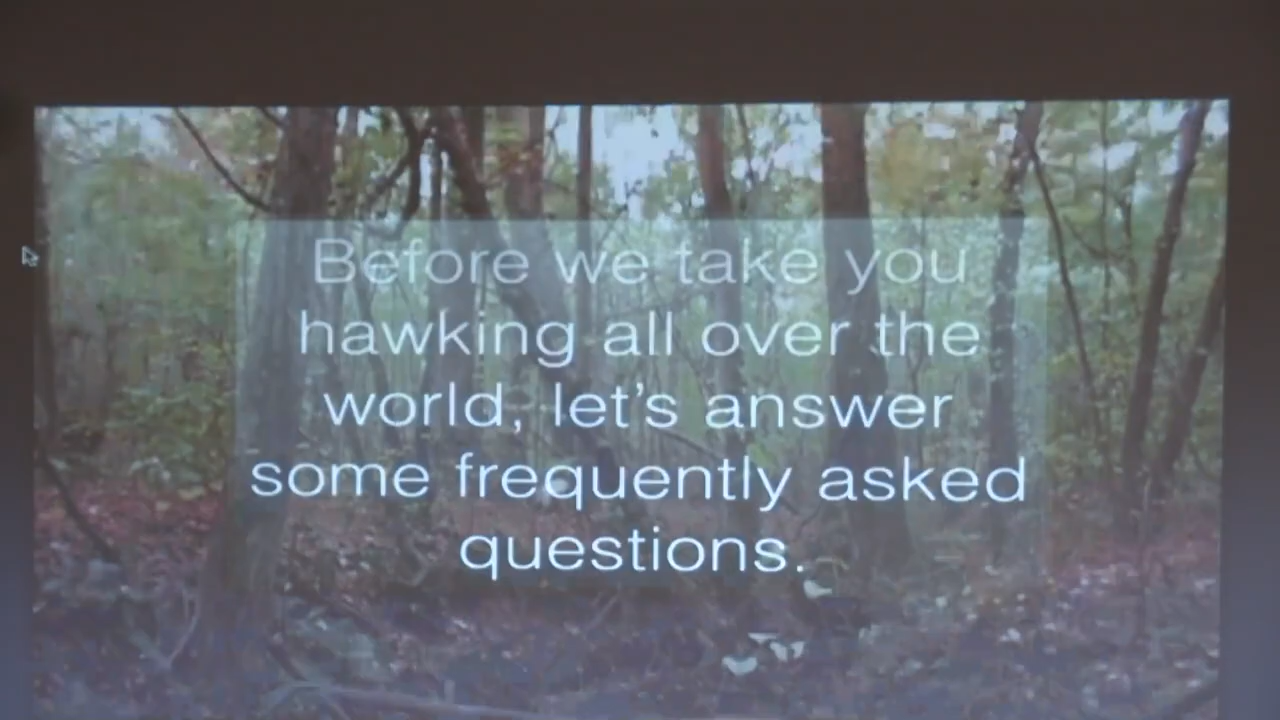 Before we take you
hawking all over the
world, let's answer
some frequently asked
questions.